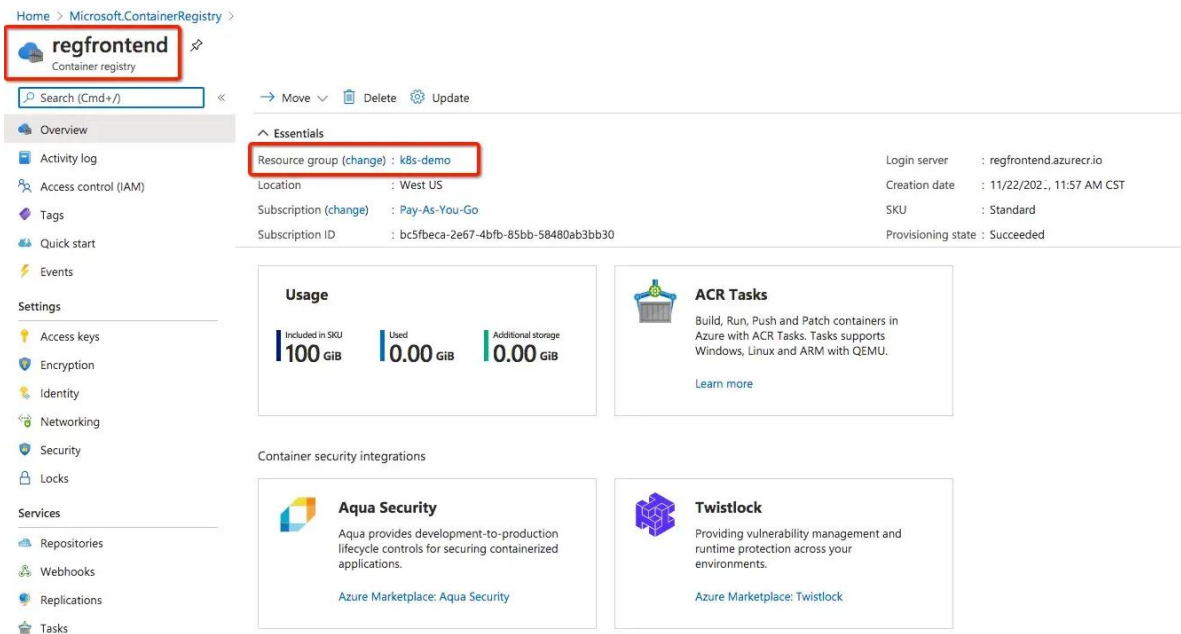 Home > Microsoft.ContainerRegistry >
regfrontend
Container registry
Search (Cmd+/)
«
Move
Delete
Update
Overview
Activity log
Access control (IAM)
Tags
Quick start
Events
Settings
Access keys
Encryption
Identity
Networking
Security
Locks
Services
Repositories
Webhooks
Replications
Tasks
Essentials
Resource group (change) : k8s-demo
Location : West US
Subscription (change) : Pay-As-You-Go
Subscription ID : bc5fbeca-2e67-4bfb-85bb-58480ab3bb30
Login server : regfrontend.azurecr.io
Creation date : 11:57 AM CST
SKU : Standard
Provisioning state : Succeeded
Usage
Included in SKU
100 GiB
Used
0.00 GiB
Additional storage
0.00 GiB
ACR Tasks
Build, Run, Push and Patch containers in
Azure with ACR Tasks. Tasks supports
Windows, Linux and ARM with QEMU.
Learn more
Container security integrations
Aqua Security
Aqua provides development-to-production
lifecycle controls for securing containerized
applications.
Azure Marketplace: Aqua Security
Twistlock
Providing vulnerability management and
runtime protection across your
environments.
Azure Marketplace: Twistlock